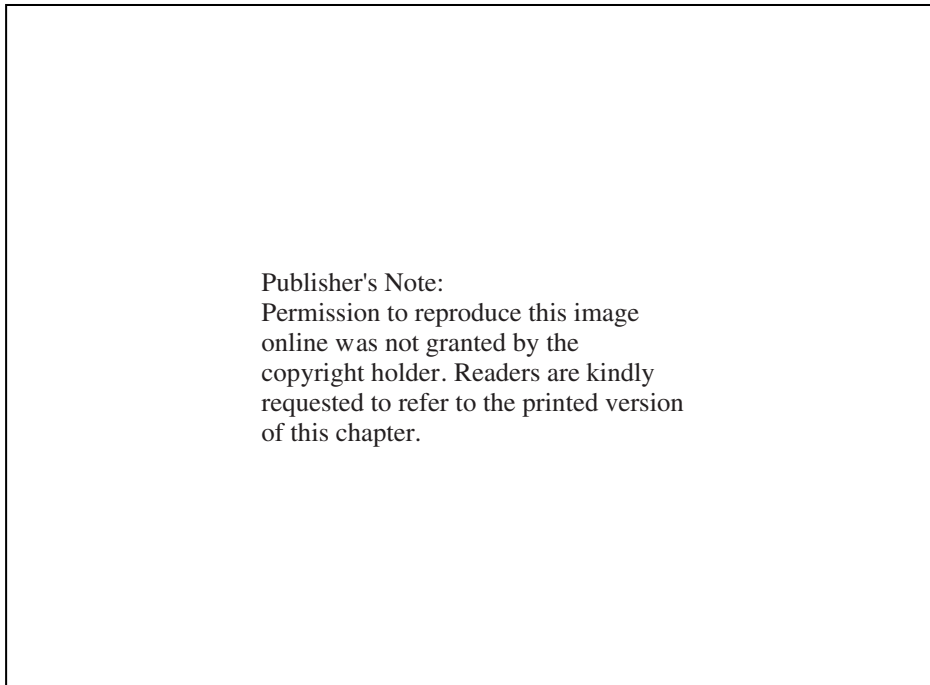 Publisher's Note:
Permission to reproduce this image
online was not granted by the
copyright holder. Readers are kindly
requested to refer to the printed version
of this chapter.